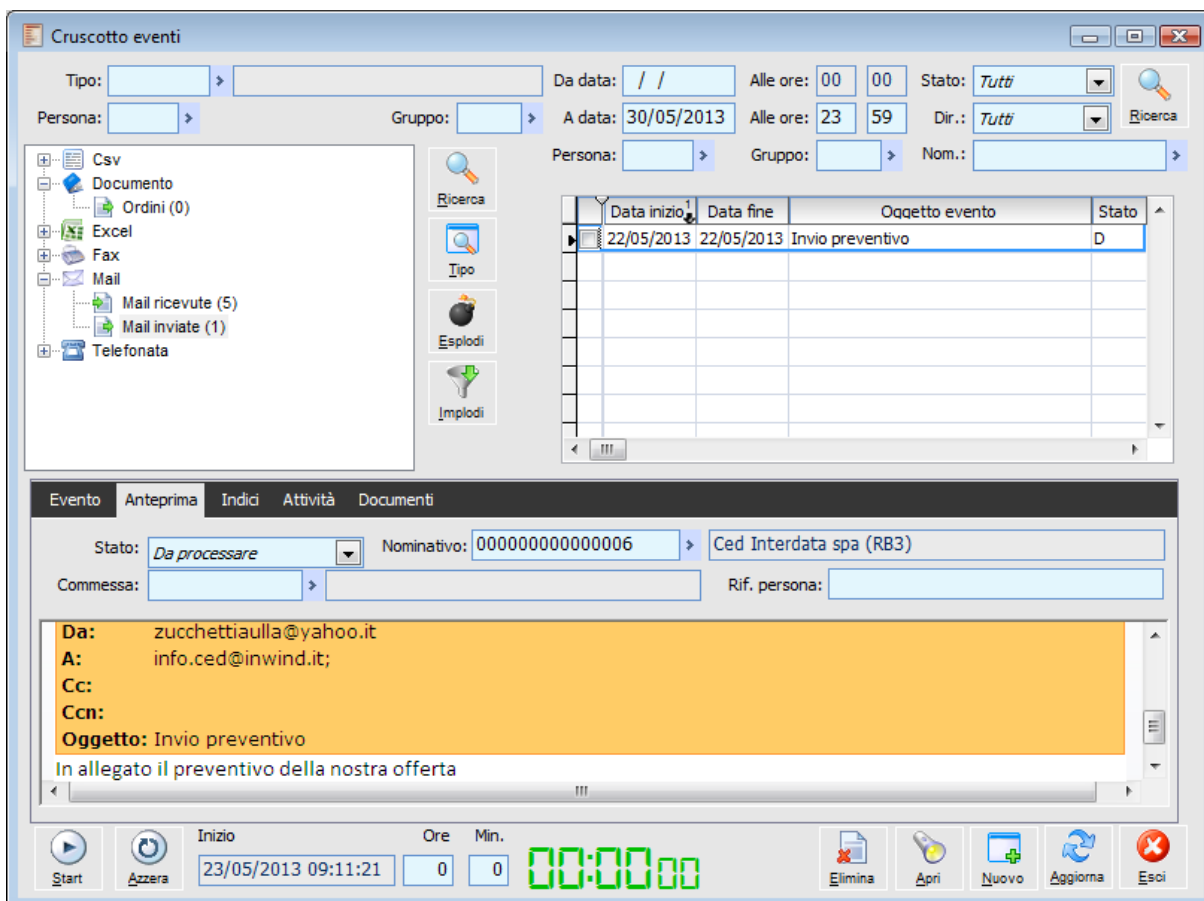 Cruscotto eventi
Tipo: Da data: / / Alle ore: 00 00 Stato: Tutti
Persona: Gruppo: A data: 30/05/2013 Alle ore: 23 59 Dir.: Tutti Ricerca
Persona: Gruppo: Nom.:
Csv
Documento
Ordini (0)
Excel
Fax
Mail
Mail ricevute (5)
Mail inviate (1)
Telefonata
Ricerca
Tipo
Esplodi
Implodi
Data inizio 1 Data fine Oggetto evento Stato
22/05/2013 22/05/2013 Invio preventivo D
Evento Anteprima Indici Attività Documenti
Stato: Da processare Nominativo: 000000000000006 Ced Interdata spa (RB3)
Commessa: Rif. persona:
Da: zucchettiaulla@yahoo.it
A: info.ced@inwind.it;
Cc:
Ccn:
Oggetto: Invio preventivo
In allegato il preventivo della nostra offerta
Inizio Ore Min.
23/05/2013 09:11:21 0 0 00:00 00
Start Azzera Elimina Apri Nuovo Aggiorna Esci